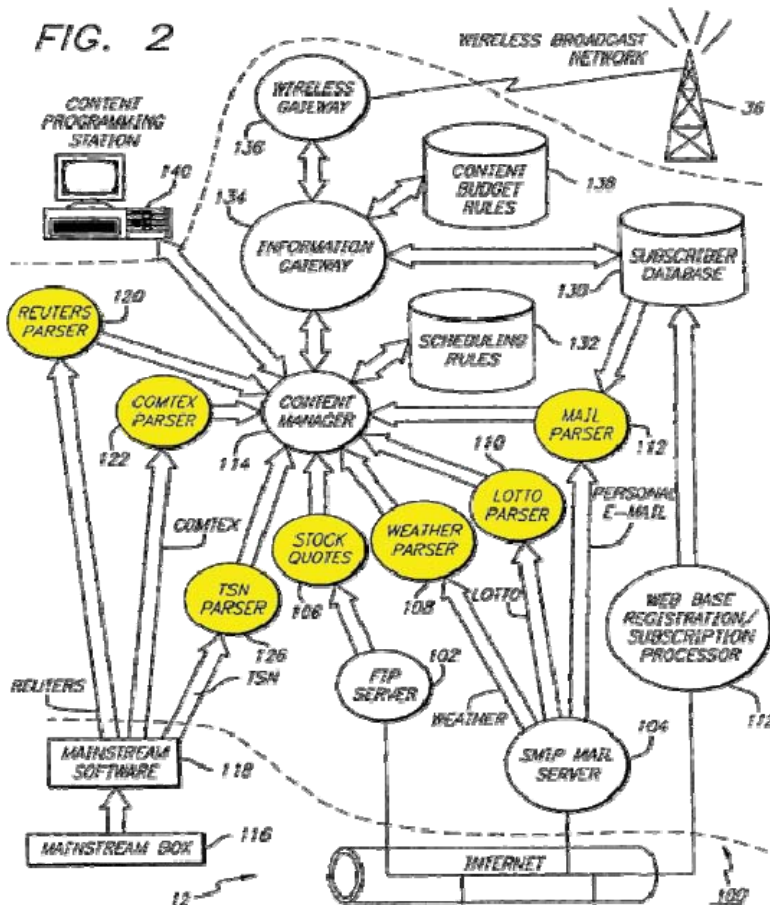 FIG. 2
WIRELESS BROADCAST
NETWORK
36
CONTENT
PROGRAMMING
STATION
140
WIRELESS
GATEWAY
136
CONTENT
BUDGET
RULES
138
134
INFORMATION
GATEWAY
SUBSCRIBER
DATABASE
130
120
REUTERS
PARSER
SCHEDULING
RULES
132
COMTEX
PARSER
122
CONTENT
MANAGER
114
MAIL
PARSER
112
110
LOTTO
PARSER
PERSONAL
E-MAIL
COMTEX
STOCK
QUOTES
106
WEATHER
PARSER
108
TSN
PARSER
126
LOTTO
WEB BASE
REGISTRATION/
SUBSCRIPTION
PROCESSOR
112
REUTERS
TSN
FTP
SERVER
102
WEATHER
MAINSTREAM
SOFTWARE
118
SMTP MAIL
SERVER
104
MAINSTREAM BOX
116
INTERNET
12
100